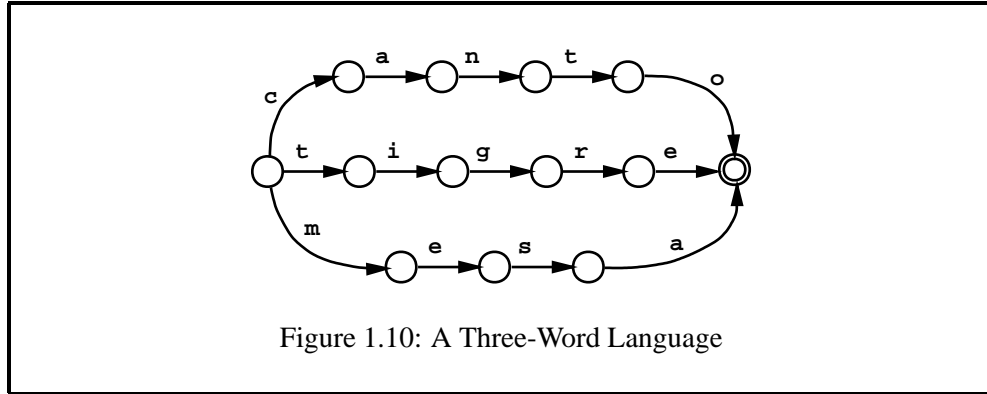 a n t
c o
t i g r e
m e s a
Figure 1.10: A Three-Word Language